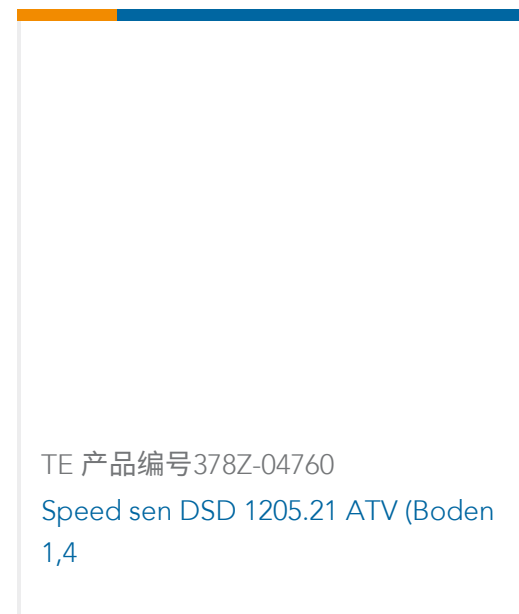 TE 产品编号378Z-04760
Speed sen DSD 1205.21 ATV (Boden
1,4